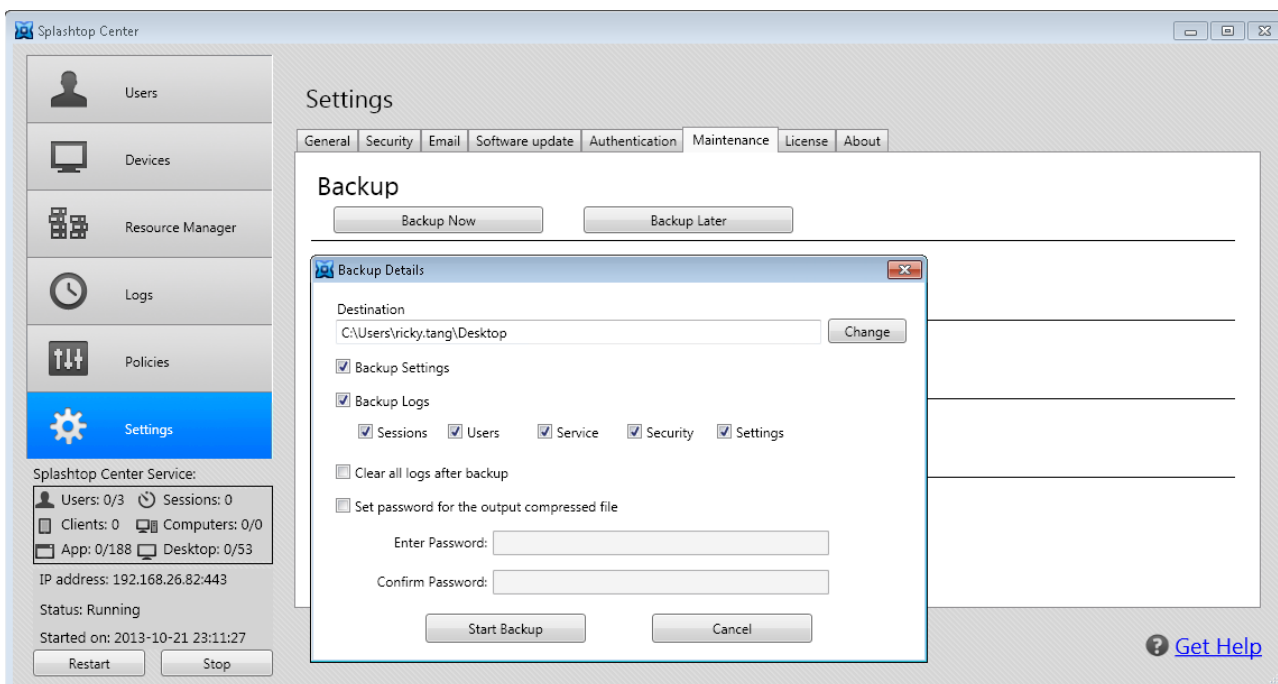 Splashtop Center
Users
Devices
Resource Manager
Logs
Policies
Settings
Splashtop Center Service:
Users: 0/3 Sessions: 0
Clients: 0 Computers: 0/0
App: 0/188 Desktop: 0/53
IP address: 192.168.26.82:443
Status: Running
Started on: 2013-10-21 23:11:27
Restart Stop
Settings
General Security Email Software update Authentication Maintenance License About
Backup
Backup Now Backup Later
Backup Details
Destination
C:\Users\ricky.tang\Desktop Change
Backup Settings
Backup Logs
Sessions Users Service Security Settings
Clear all logs after backup
Set password for the output compressed file
Enter Password:
Confirm Password:
Start Backup Cancel
Get Help